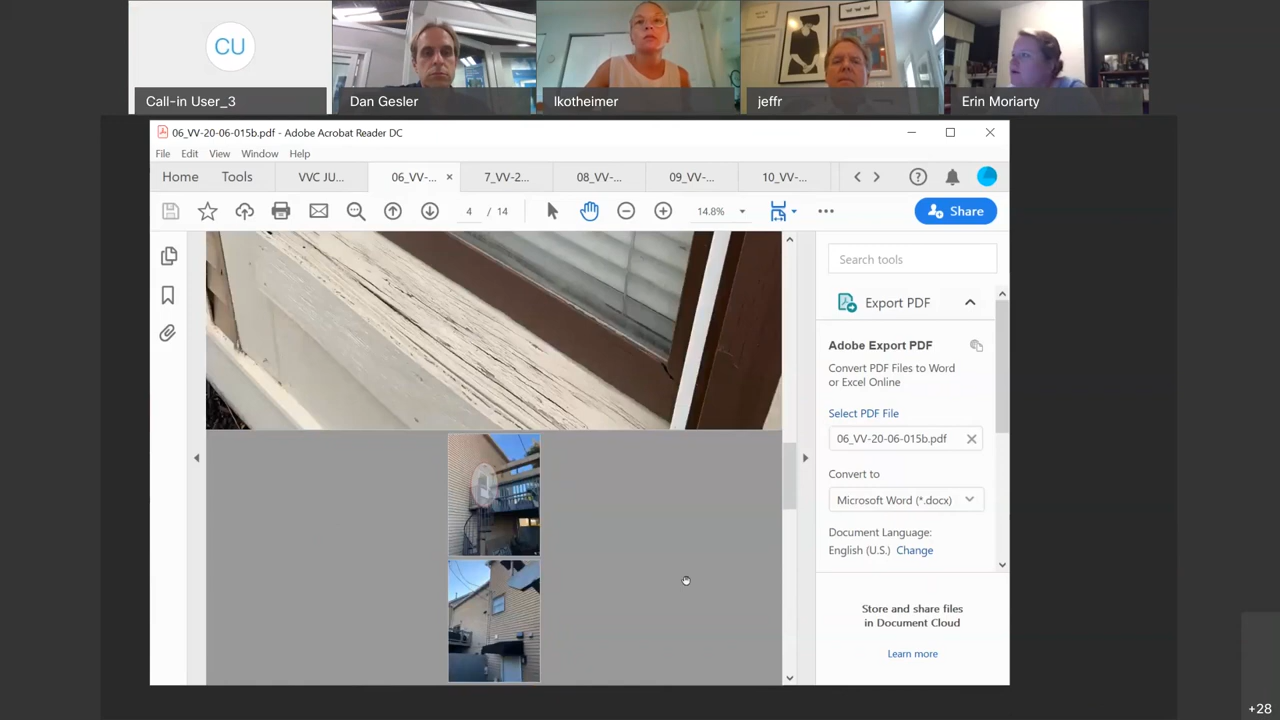 CU
Call-in User_3
Dan Gesler
lkotheimer
jeffr
Erin Moriarty
06_VV-20-06-015b.pdf - Adobe Acrobat Reader DC
File Edit View Window Help
Home Tools VVC JU... 06_VV-... 7_VV-2... 08_VV-... 09_VV-... 10_VV-...
4 / 14 14.8% Share
Search tools
Export PDF
Adobe Export PDF
Convert PDF Files to Word
or Excel Online
Select PDF File
06_VV-20-06-015b.pdf
Convert to
Microsoft Word (*.docx)
Document Language:
English (U.S.) Change
Store and share files
in Document Cloud
Learn more
+28